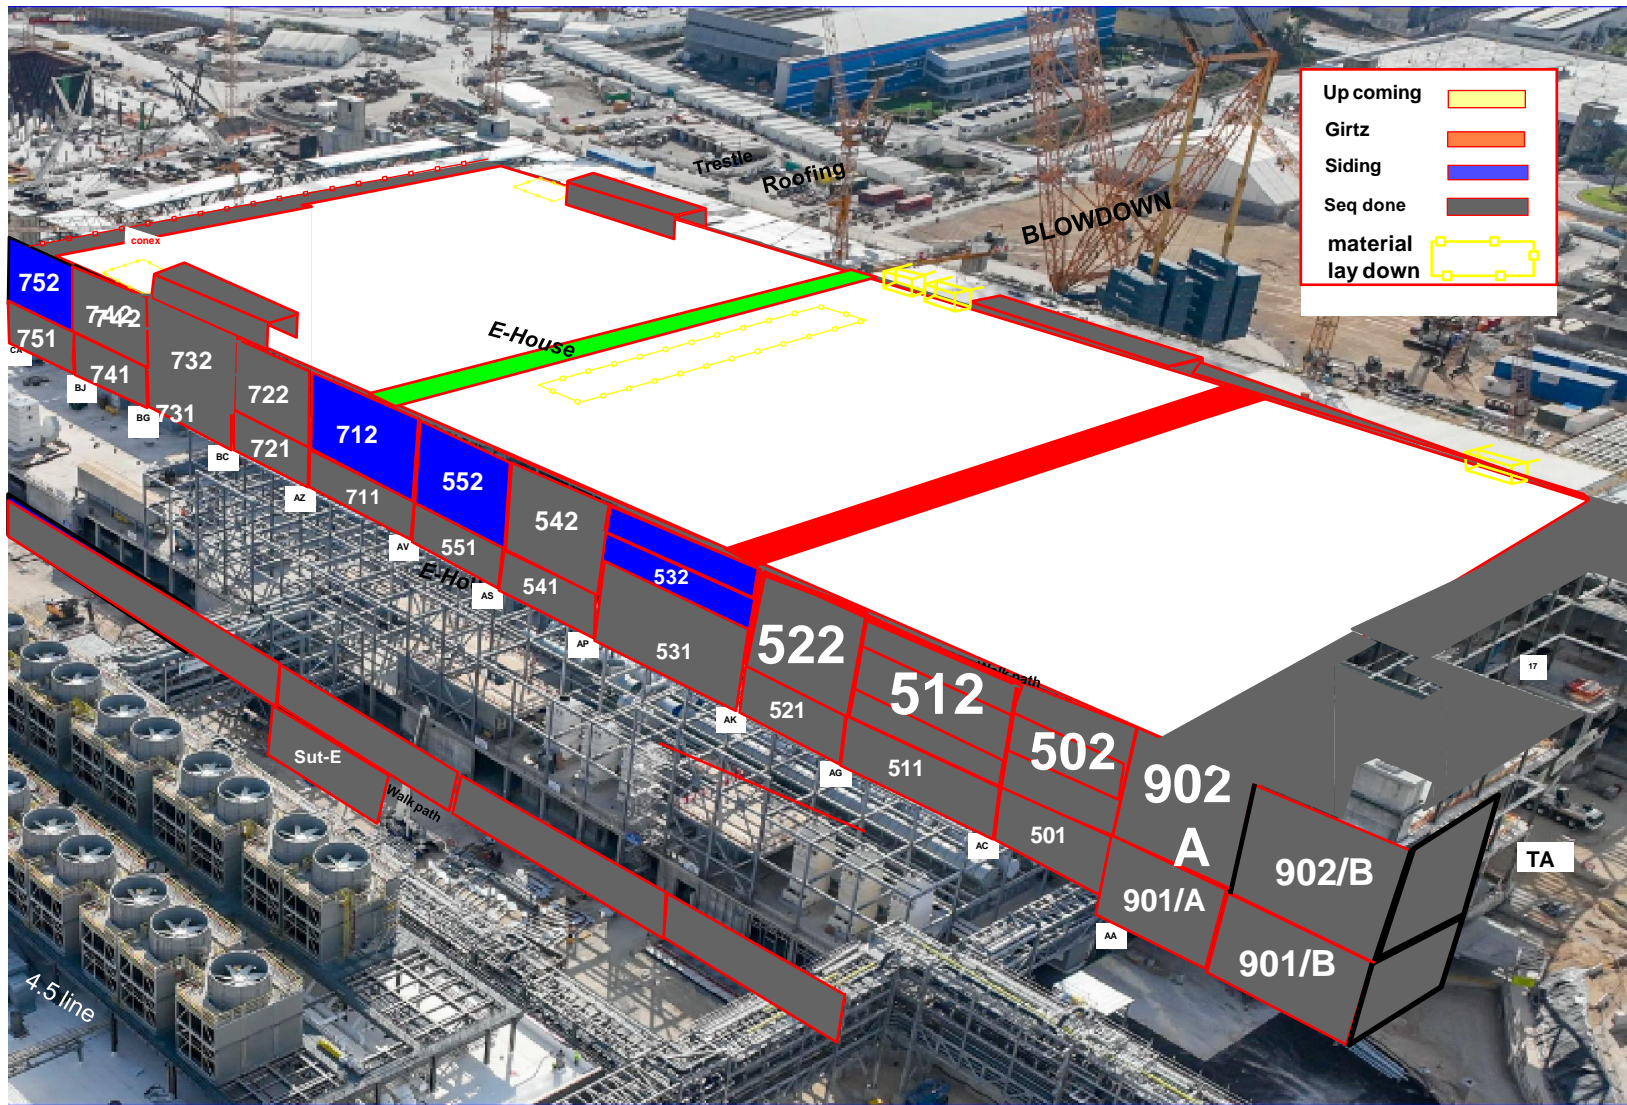 Up coming
Girtz
Siding
Seq done
material
lay down
Trestle
Roofing
BLOWDOWN
conex
E-House
752
742
742
751
741
732
731
722
721
712
711
552
551
542
541
532
531
522
521
512
511
502
501
902
A
901/A
902/B
901/B
CA
BJ
BG
BC
AZ
AV
AS
AP
AK
AG
AC
AA
17
TA
Walk path
Sut-E
Walk path
4.5 line